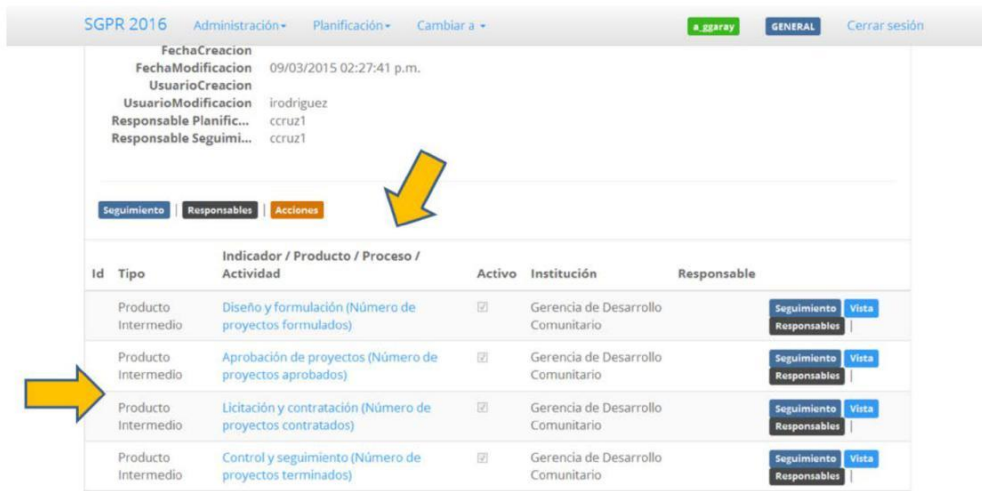 SGPR 2016 Administración Planificación Cambiar a a_ggaray GENERAL Cerrar sesión
FechaCreacion
FechaModificacion 09/03/2015 02:27:41 p.m.
UsuarioCreacion
UsuarioModificacion irodriguez
Responsable Planific... ccruz1
Responsable Seguimi... ccruz1
Seguimiento | Responsables | Acciones
Indicador / Producto / Proceso /
Id Tipo Actividad Activo Institución Responsable
Producto Diseño y formulación (Número de Gerencia de Desarrollo Seguimiento Vista
Intermedio proyectos formulados) Comunitario Responsables |
Producto Aprobación de proyectos (Número de Gerencia de Desarrollo Seguimiento Vista
Intermedio proyectos aprobados) Comunitario Responsables |
Producto Licitación y contratación (Número de Gerencia de Desarrollo Seguimiento Vista
Intermedio proyectos contratados) Comunitario Responsables |
Producto Control y seguimiento (Número de Gerencia de Desarrollo Seguimiento Vista
Intermedio proyectos terminados) Comunitario Responsables |